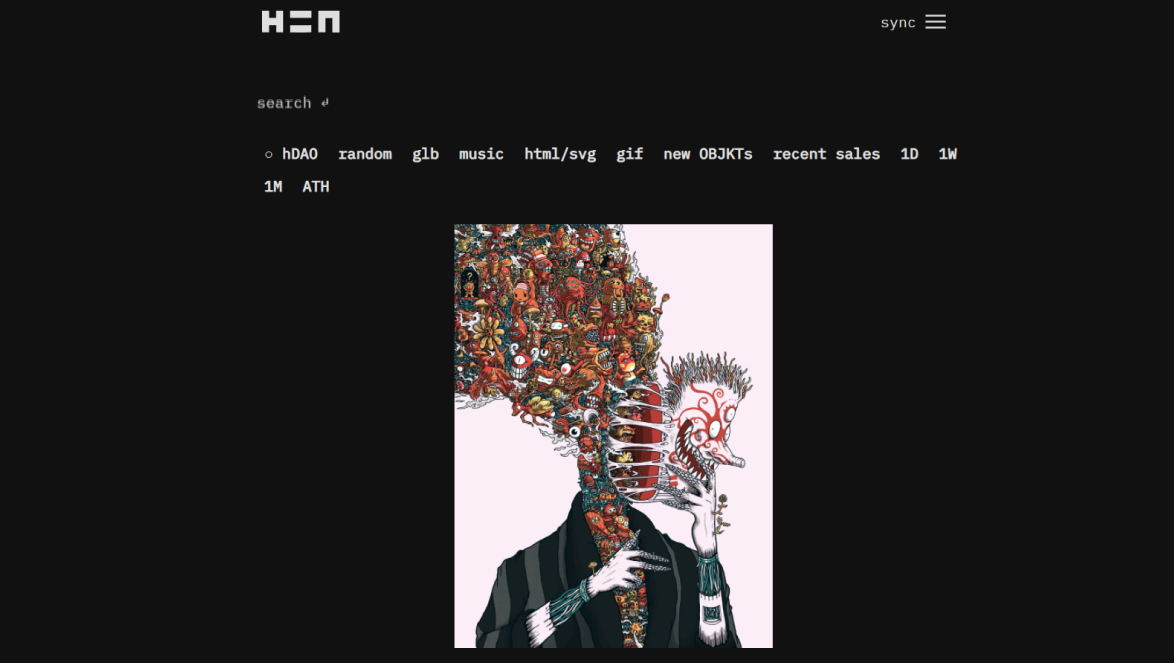 H=N
sync
search ↲
○ hDAO random glb music html/svg gif new OBJKTs recent sales 1D 1W
1M ATH